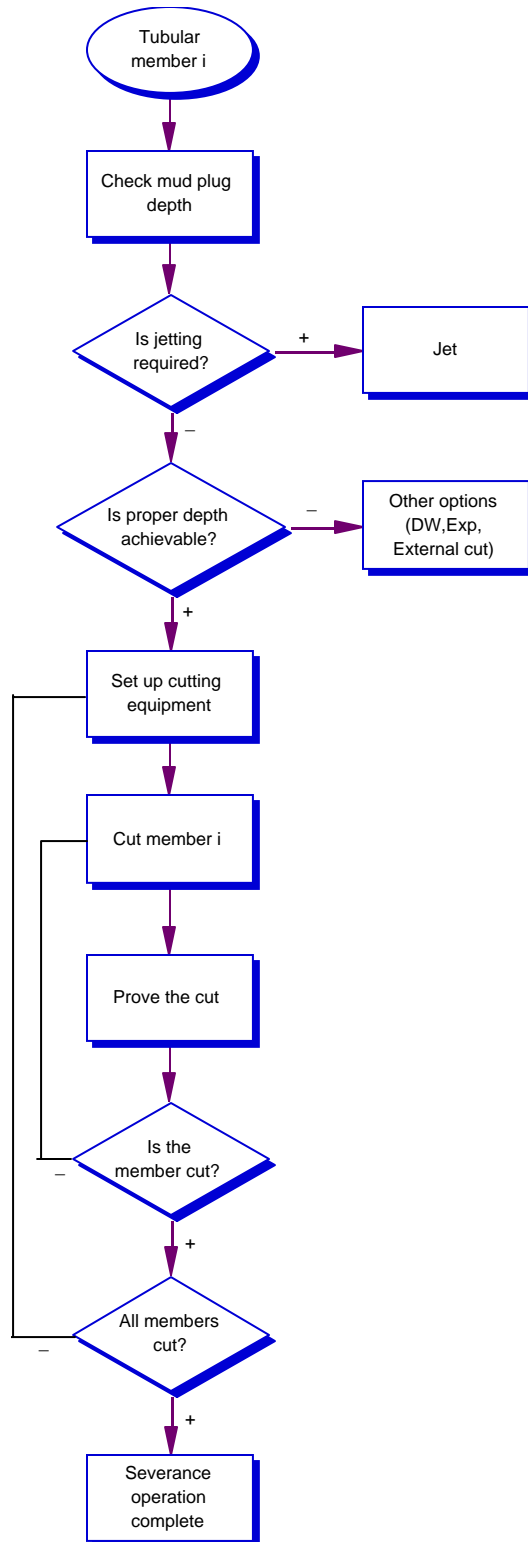 Tubular
member i
Check mud plug
depth
Is jetting
required?
+
Jet
–
Is proper depth
achievable?
–
Other options
(DW,Exp,
External cut)
+
Set up cutting
equipment
Cut member i
Prove the cut
Is the
member cut?
–
+
All members
cut?
–
+
Severance
operation
complete